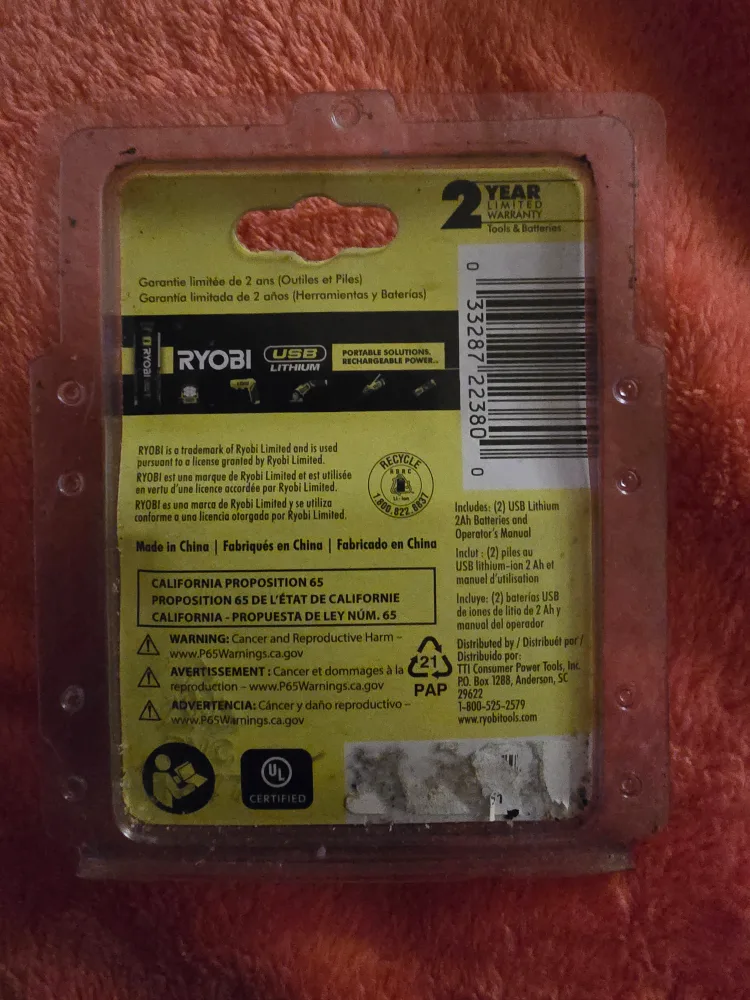 2 YEAR
LIMITED
WARRANTY
Tools & Batteries
Garantie limitée de 2 ans (Outiles et Piles)
Garantía limitada de 2 años (Herramientas y Baterías)
0 33287 22380 0
RYOBI
RYOBI
USB
LITHIUM
PORTABLE SOLUTIONS.
RECHARGEABLE POWER.
RYOBI is a trademark of Ryobi Limited and is used
pursuant to a license granted by Ryobi Limited.
RYOBI est une marque de Ryobi Limited et est utilisée
en vertu d'une licence accordée par Ryobi Limited.
RYOBI es una marca de Ryobi Limited y se utiliza
conforme a una licencia otorgada por Ryobi Limited.
RECYCLE
RBRC
Li-Ion
1.800.822.8837
Made in China | Fabriqués en China | Fabricado en China
CALIFORNIA PROPOSITION 65
PROPOSITION 65 DE L'ÉTAT DE CALIFORNIE
CALIFORNIA - PROPUESTA DE LEY NÚM. 65
WARNING: Cancer and Reproductive Harm –
www.P65Warnings.ca.gov
AVERTISSEMENT : Cancer et dommages à la
reproduction – www.P65Warnings.ca.gov
ADVERTENCIA: Cáncer y daño reproductivo –
www.P65Warnings.ca.gov
21
PAP
Includes: (2) USB Lithium
2Ah Batteries and
Operator's Manual
Inclut : (2) piles au
USB lithium-ion 2 Ah et
manuel d'utilisation
Incluye: (2) baterías USB
de iones de litio de 2 Ah y
manual del operador
Distributed by / Distribuét par /
Distribuido por:
TTI Consumer Power Tools, Inc.
P.O. Box 1288, Anderson, SC
29622
1-800-525-2579
www.ryobitools.com
UL
CERTIFIED